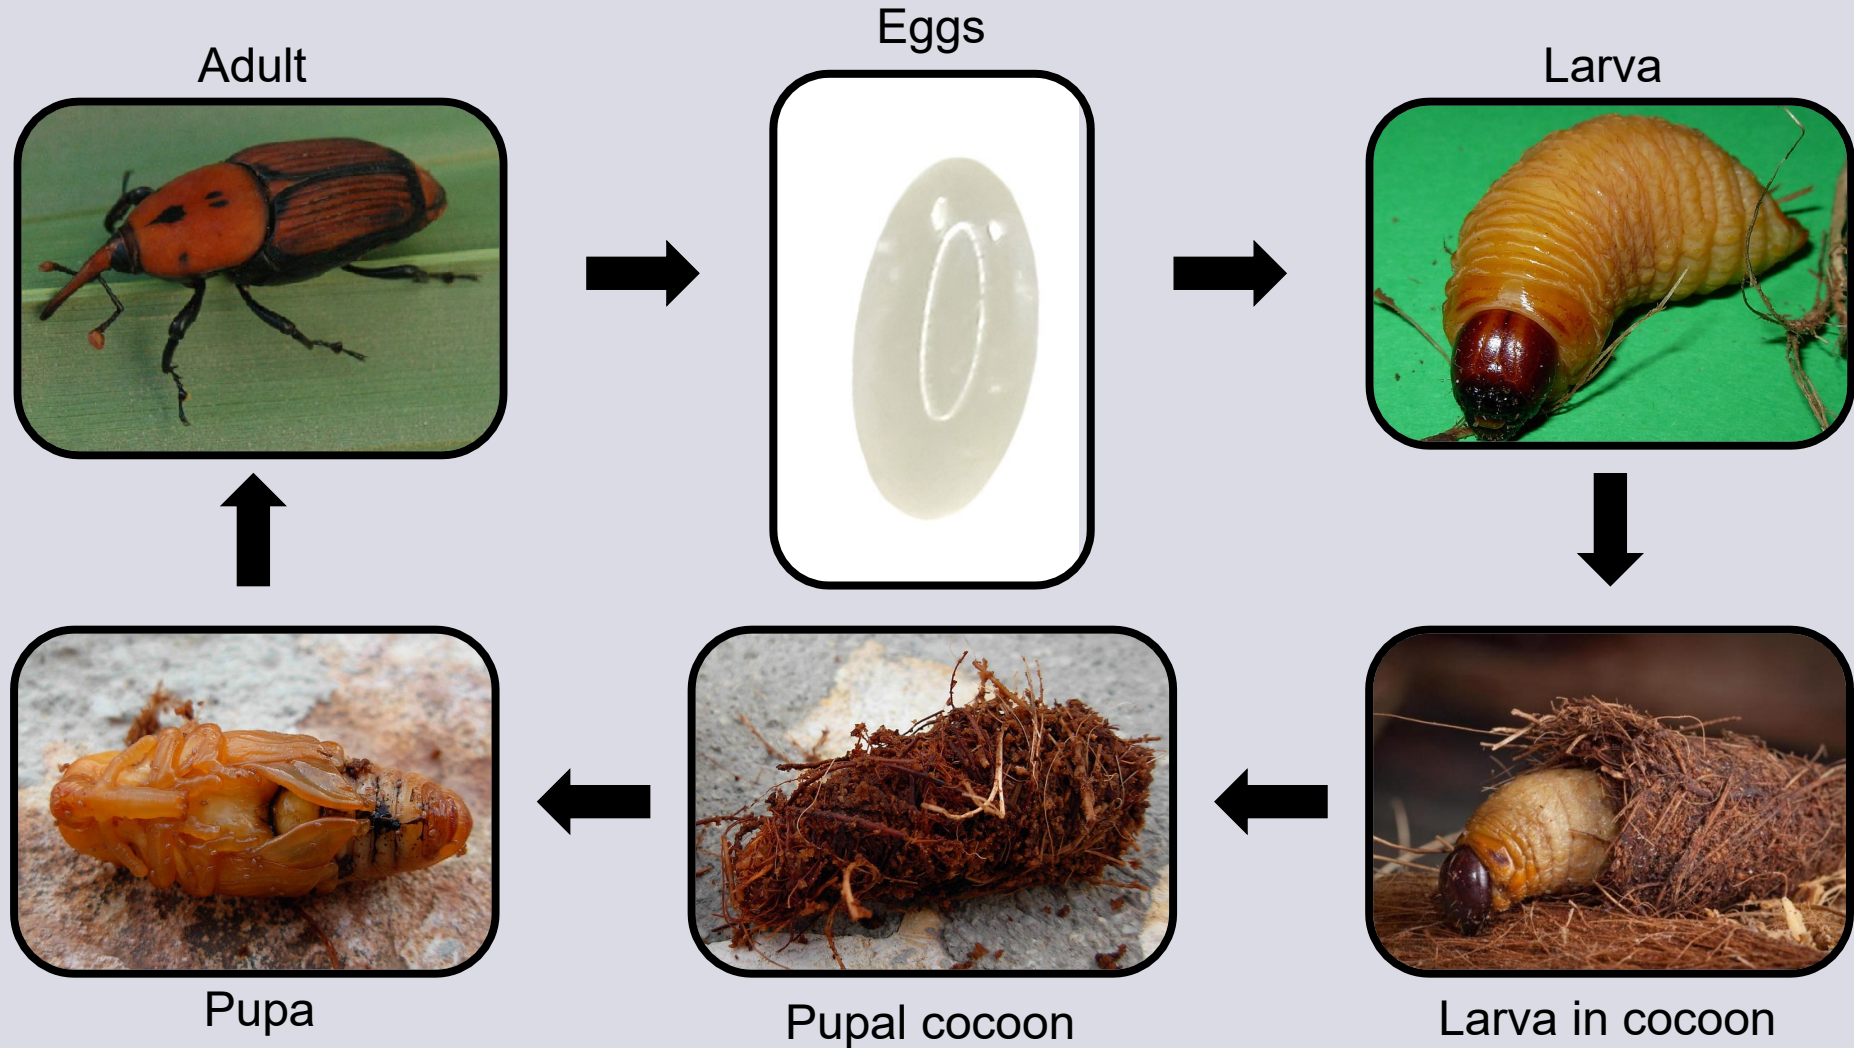 Adult
Eggs
Larva
Pupa
Pupal cocoon
Larva in cocoon